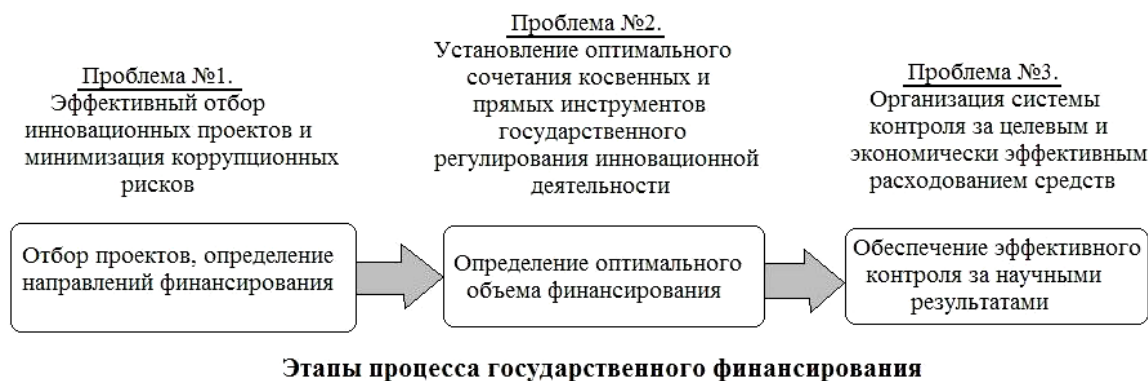 Проблема №1.
Эффективный отбор
инновационных проектов и
минимизация коррупционных
рисков
Проблема №2.
Установление оптимального
сочетания косвенных и
прямых инструментов
государственного
регулирования инновационной
деятельности
Проблема №3.
Организация системы
контроля за целевым и
экономически эффективным
расходованием средств
Отбор проектов, определение
направлений финансирования
Определение оптимального
объема финансирования
Обеспечение эффективного
контроля за научными
результатами
Этапы процесса государственного финансирования